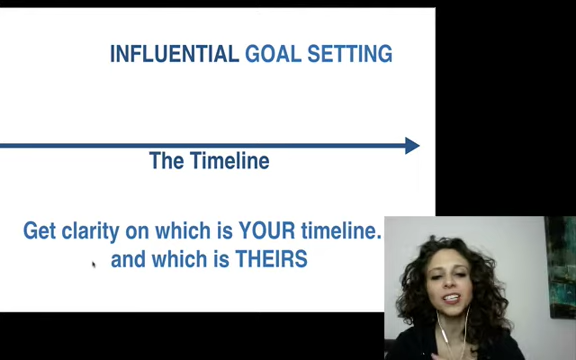 INFLUENTIAL GOAL SETTING
The Timeline
Get clarity on which is YOUR timeline.
and which is THEIRS